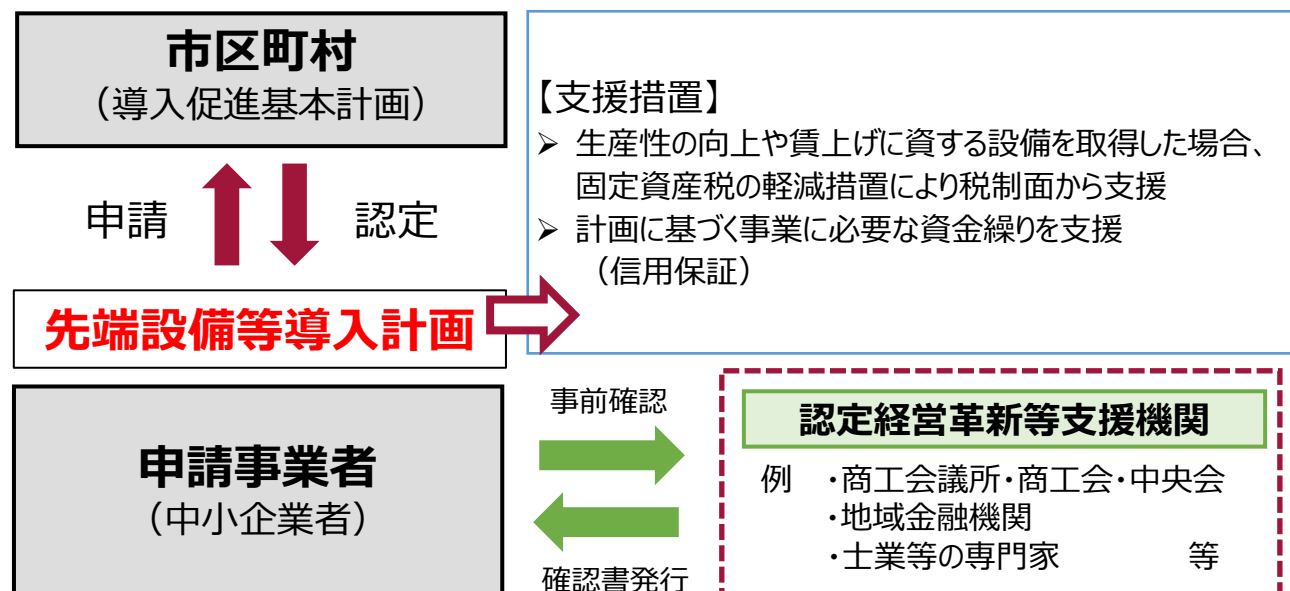 市区町村
（導入促進基本計画）
申請
認定
先端設備等導入計画
【支援措置】
➢ 生産性の向上や賃上げに資する設備を取得した場合、
固定資産税の軽減措置により税制面から支援
➢ 計画に基づく事業に必要な資金繰りを支援
（信用保証）
申請事業者
（中小企業者）
事前確認
確認書発行
認定経営革新等支援機関
例 ・商工会議所・商工会・中央会
・地域金融機関
・士業等の専門家 等